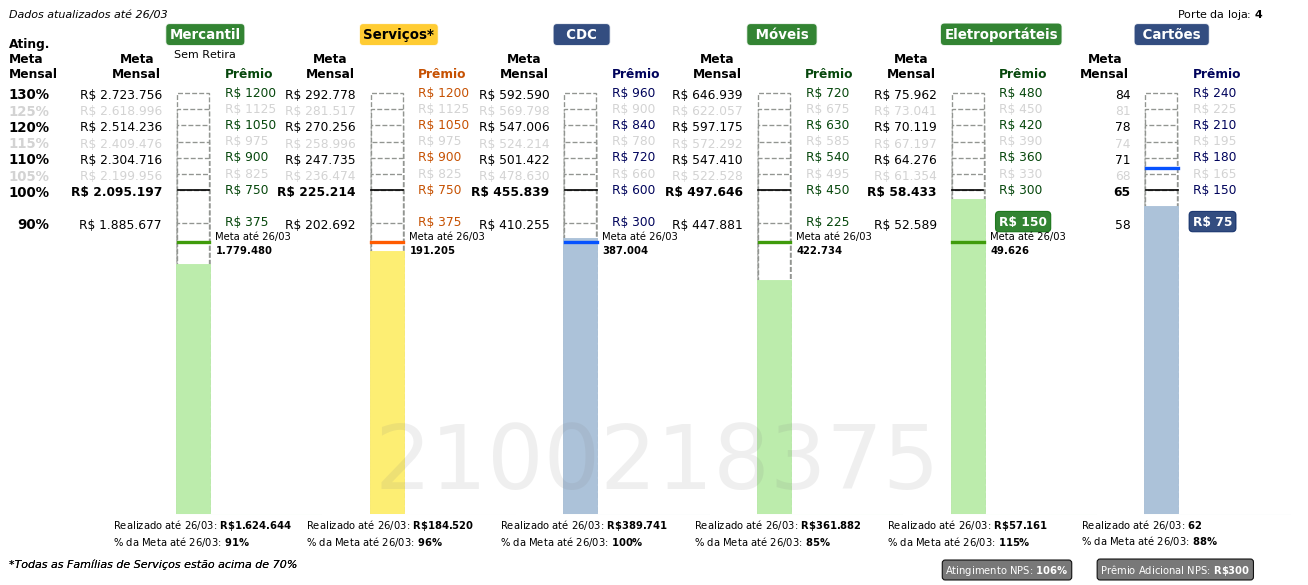 Dados atualizados até 26/03
Porte da loja: 4
Mercantil Serviços* CDC Móveis Eletroportáteis Cartões
Sem Retira
Ating. Meta Mensal
Meta Mensal Prêmio Meta Mensal Prêmio Meta Mensal Prêmio Meta Mensal Prêmio Meta Mensal Prêmio Meta Mensal Prêmio
130% R$ 2.723.756 R$ 1200 R$ 292.778 R$ 1200 R$ 592.590 R$ 960 R$ 646.939 R$ 720 R$ 75.962 R$ 480 84 R$ 240
125% R$ 2.618.996 R$ 1125 R$ 281.517 R$ 1125 R$ 569.798 R$ 900 R$ 622.057 R$ 675 R$ 73.041 R$ 450 81 R$ 225
120% R$ 2.514.236 R$ 1050 R$ 270.256 R$ 1050 R$ 547.006 R$ 840 R$ 597.175 R$ 630 R$ 70.119 R$ 420 78 R$ 210
115% R$ 2.409.476 R$ 975 R$ 258.996 R$ 975 R$ 524.214 R$ 780 R$ 572.292 R$ 585 R$ 67.197 R$ 390 74 R$ 195
110% R$ 2.304.716 R$ 900 R$ 247.735 R$ 900 R$ 501.422 R$ 720 R$ 547.410 R$ 540 R$ 64.276 R$ 360 71 R$ 180
105% R$ 2.199.956 R$ 825 R$ 236.474 R$ 825 R$ 478.630 R$ 660 R$ 522.528 R$ 495 R$ 61.354 R$ 330 68 R$ 165
100% R$ 2.095.197 R$ 750 R$ 225.214 R$ 750 R$ 455.839 R$ 600 R$ 497.646 R$ 450 R$ 58.433 R$ 300 65 R$ 150
90% R$ 1.885.677 R$ 375 R$ 202.692 R$ 375 R$ 410.255 R$ 300 R$ 447.881 R$ 225 R$ 52.589 R$ 150 58 R$ 75
Meta até 26/03 Meta até 26/03 Meta até 26/03 Meta até 26/03 Meta até 26/03
1.779.480 191.205 387.004 422.734 49.626
2100218375
Realizado até 26/03: R$1.624.644 Realizado até 26/03: R$184.520 Realizado até 26/03: R$389.741 Realizado até 26/03: R$361.882 Realizado até 26/03: R$57.161 Realizado até 26/03: 62
% da Meta até 26/03: 91% % da Meta até 26/03: 96% % da Meta até 26/03: 100% % da Meta até 26/03: 85% % da Meta até 26/03: 115% % da Meta até 26/03: 88%
*Todas as Famílias de Serviços estão acima de 70%
Atingimento NPS: 106% Prêmio Adicional NPS: R$300